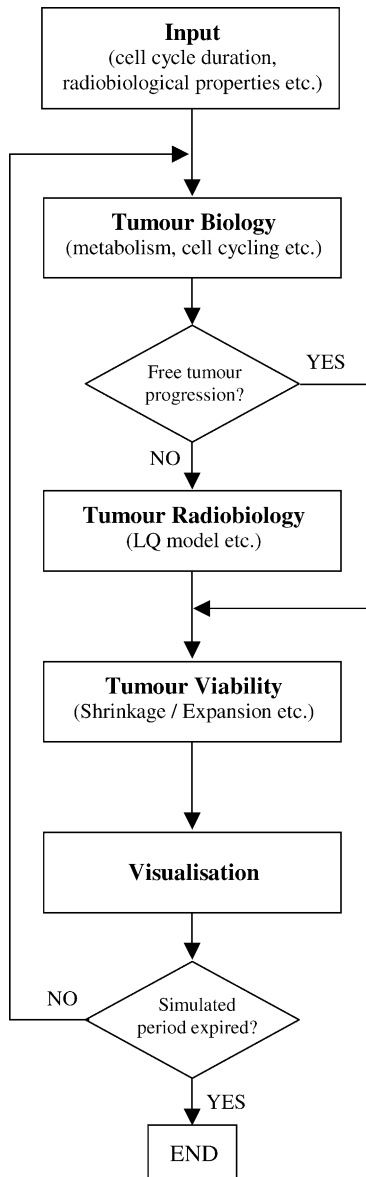 Input
(cell cycle duration,
radiobiological properties etc.)
Tumour Biology
(metabolism, cell cycling etc.)
Free tumour
progression?
YES
NO
Tumour Radiobiology
(LQ model etc.)
Tumour Viability
(Shrinkage / Expansion etc.)
Visualisation
NO
Simulated
period expired?
YES
END